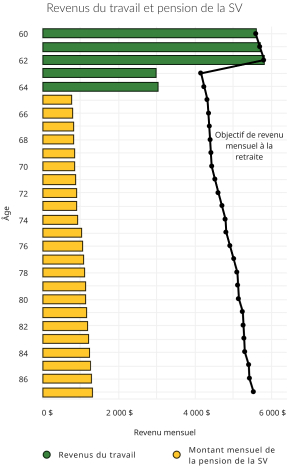 Revenus du travail et pension de la SV
60
62
64
66
68
70
72
74
76
78
80
82
84
86
Âge
Objectif de revenu
mensuel à la
retraite
0 $
2 000 $
4 000 $
6 000 $
Revenu mensuel
Revenus du travail
Montant mensuel de
la pension de la SV